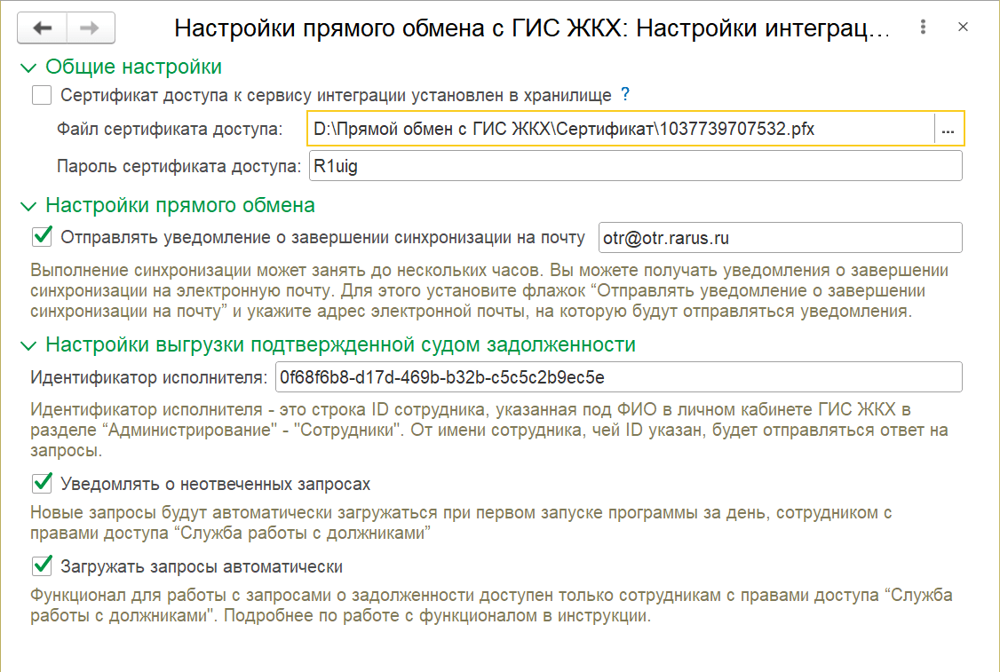 Настройки прямого обмена с ГИС ЖКХ: Настройки интеграц...
Общие настройки
Сертификат доступа к сервису интеграции установлен в хранилище ?
Файл сертификата доступа: D:\Прямой обмен с ГИС ЖКХ\Сертификат\1037739707532.pfx ...
Пароль сертификата доступа: R1uig
Настройки прямого обмена
Отправлять уведомление о завершении синхронизации на почту otr@otr.rarus.ru
Выполнение синхронизации может занять до нескольких часов. Вы можете получать уведомления о завершении
синхронизации на электронную почту. Для этого установите флажок “Отправлять уведомление о завершении
синхронизации на почту” и укажите адрес электронной почты, на которую будут отправляться уведомления.
Настройки выгрузки подтвержденной судом задолженности
Идентификатор исполнителя: 0f68f6b8-d17d-469b-b32b-c5c5c2b9ec5e
Идентификатор исполнителя - это строка ID сотрудника, указанная под ФИО в личном кабинете ГИС ЖКХ в
разделе “Администрирование" - "Сотрудники". От имени сотрудника, чей ID указан, будет отправляться ответ на
запросы.
Уведомлять о неотвеченных запросах
Новые запросы будут автоматически загружаться при первом запуске программы за день, сотрудником с
правами доступа “Служба работы с должниками”
Загружать запросы автоматически
Функционал для работы с запросами о задолженности доступен только сотрудникам с правами доступа “Служба
работы с должниками". Подробнее по работе с функционалом в инструкции.